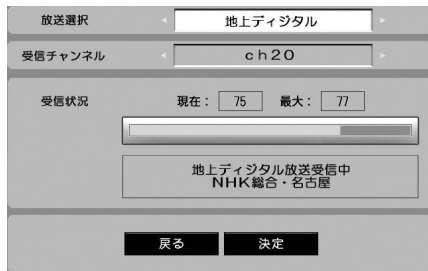 放送選択 地上ディジタル
受信チャンネル ch20
受信状況 現在： 75 最大： 77
地上ディジタル放送受信中
NHK総合・名古屋
戻る 決定